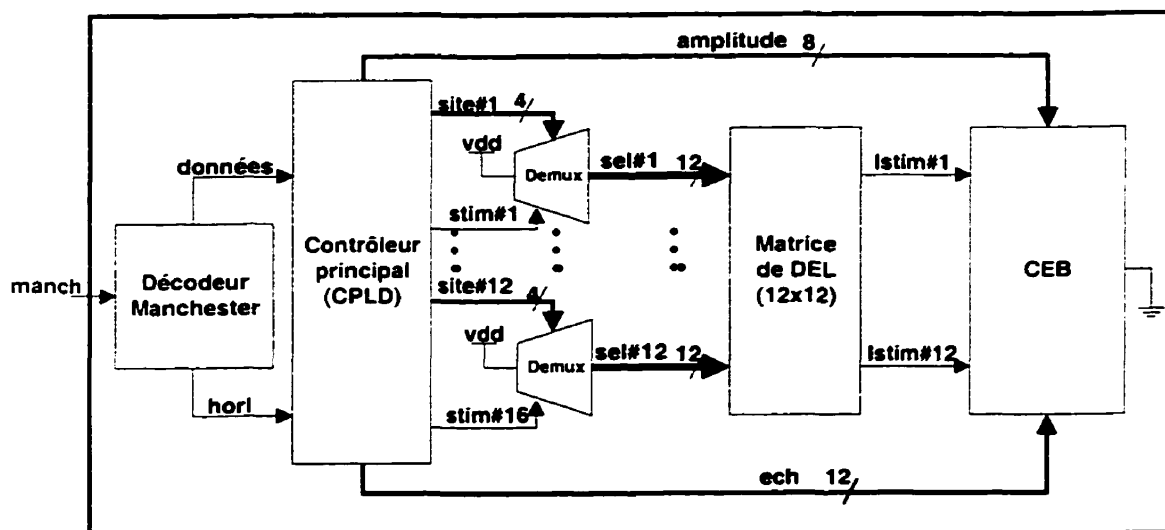 amplitude 8
site#1 4
vdd
données
Demux
sel#1 12
Istim#1
stim#1
manch
Décodeur
Manchester
Contrôleur
principal
(CPLD)
Matrice
de DEL
(12x12)
CEB
site#12 4
vdd
sel#12 12
Istim#12
Demux
horl
stim#16
ech 12